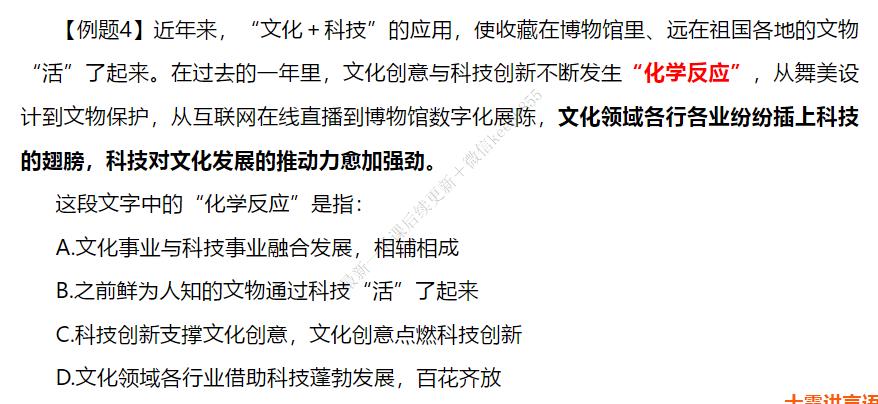 【例题4】近年来，“文化+科技”的应用，使收藏在博物馆里、远在祖国各地的文物
“活”了起来。在过去的一年里，文化创意与科技创新不断发生“化学反应”，从舞美设
计到文物保护，从互联网在线直播到博物馆数字化展陈，文化领域各行各业纷纷插上科技
的翅膀，科技对文化发展的推动力愈加强劲。
这段文字中的“化学反应”是指：
A.文化事业与科技事业融合发展，相辅相成
B.之前鲜为人知的文物通过科技“活”了起来
C.科技创新支撑文化创意，文化创意点燃科技创新
D.文化领域各行业借助科技蓬勃发展，百花齐放